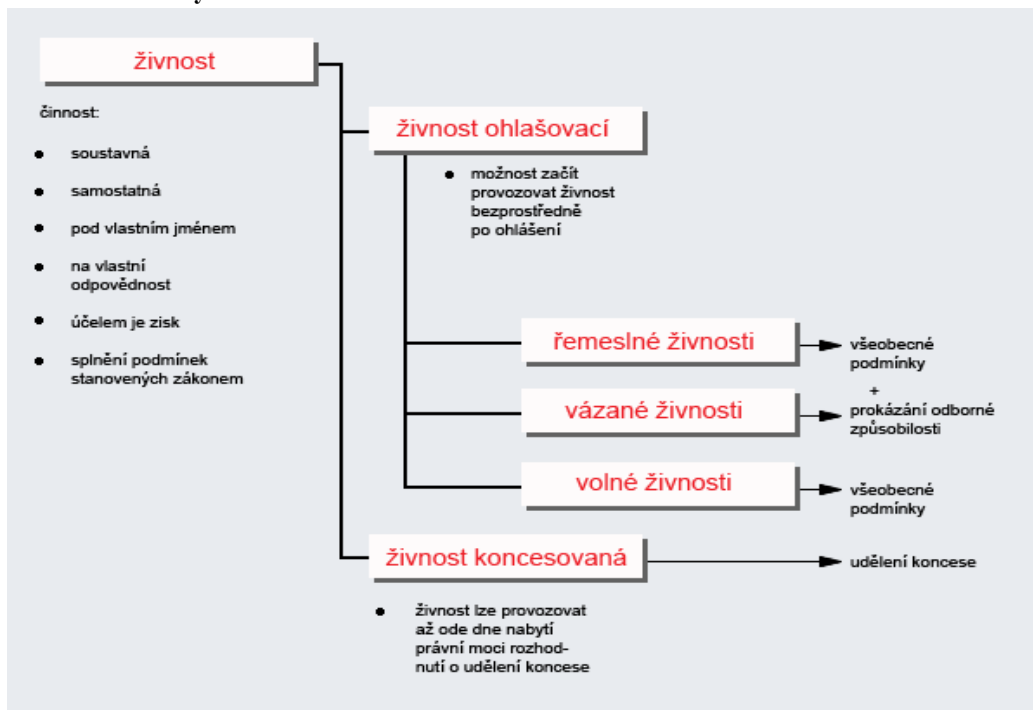 živnost
činnost:
soustavná
samostatná
pod vlastním jménem
na vlastní
odpovědnost
účelem je zisk
splnění podmínek
stanovených zákonem
živnost ohlašovací
možnost začít
provozovat živnost
bezprostředně
po ohlášení
řemeslné živnosti
všeobecné
podmínky
+
vázané živnosti
prokázání odborné
způsobilosti
volné živnosti
všeobecné
podmínky
živnost koncesovaná
udělení koncese
živnost lze provozovat
až ode dne nabytí
právní moci rozhod-
nutí o udělení koncese